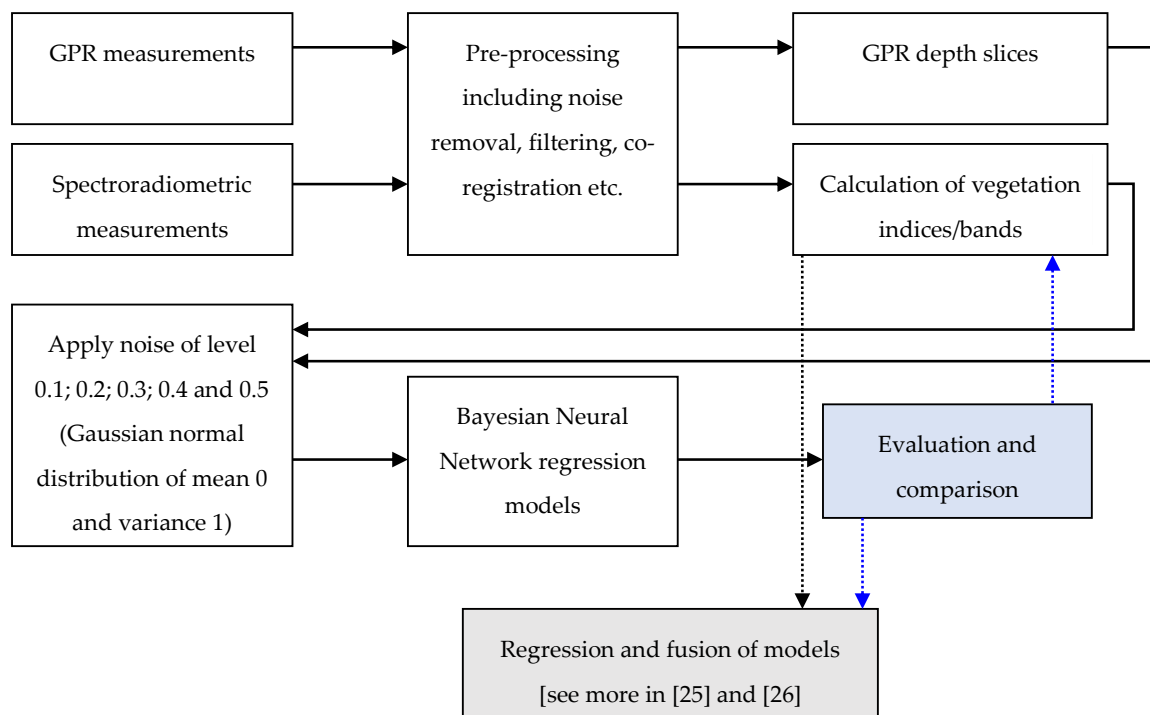 GPR measurements
Pre-processing
including noise
removal, filtering, co-
registration etc.
GPR depth slices
Spectroradiometric
measurements
Calculation of vegetation
indices/bands
Apply noise of level
0.1; 0.2; 0.3; 0.4 and 0.5
(Gaussian normal
distribution of mean 0
and variance 1)
Bayesian Neural
Network regression
models
Evaluation and
comparison
Regression and fusion of models
[see more in [25] and [26]